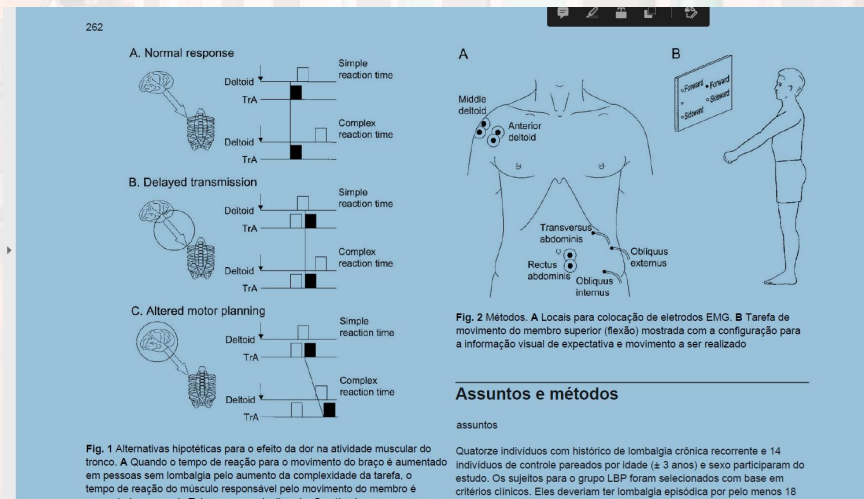 262
A. Normal response
Deltoid
TrA
Simple
reaction time
Deltoid
TrA
Complex
reaction time
B. Delayed transmission
Deltoid
TrA
Simple
reaction time
Deltoid
TrA
Complex
reaction time
C. Altered motor planning
Deltoid
TrA
Simple
reaction time
Deltoid
TrA
Complex
reaction time
Fig. 1 Alternativas hipotéticas para o efeito da dor na atividade muscular do
tronco. A Quando o tempo de reação para o movimento do braço é aumentado
em pessoas sem lombalgia pelo aumento da complexidade da tarefa, o
tempo de reação do músculo responsável pelo movimento do membro é
A
Middle
deltoid
Anterior
deltoid
Transversus
abdominis
Obliquus
externus
Rectus
abdominis
Obliquus
internus
B
Forward
Forward
Sideward
Sideward
Fig. 2 Métodos. A Locais para colocação de eletrodos EMG. B Tarefa de
movimento do membro superior (flexão) mostrada com a configuração para
a informação visual de expectativa e movimento a ser realizado
Assuntos e métodos
assuntos
Quatorze indivíduos com histórico de lombalgia crônica recorrente e 14
indivíduos de controle pareados por idade (± 3 anos) e sexo participaram do
estudo. Os sujeitos para o grupo LBP foram selecionados com base em
critérios clínicos. Eles deveriam ter lombalgia episódica por pelo menos 18